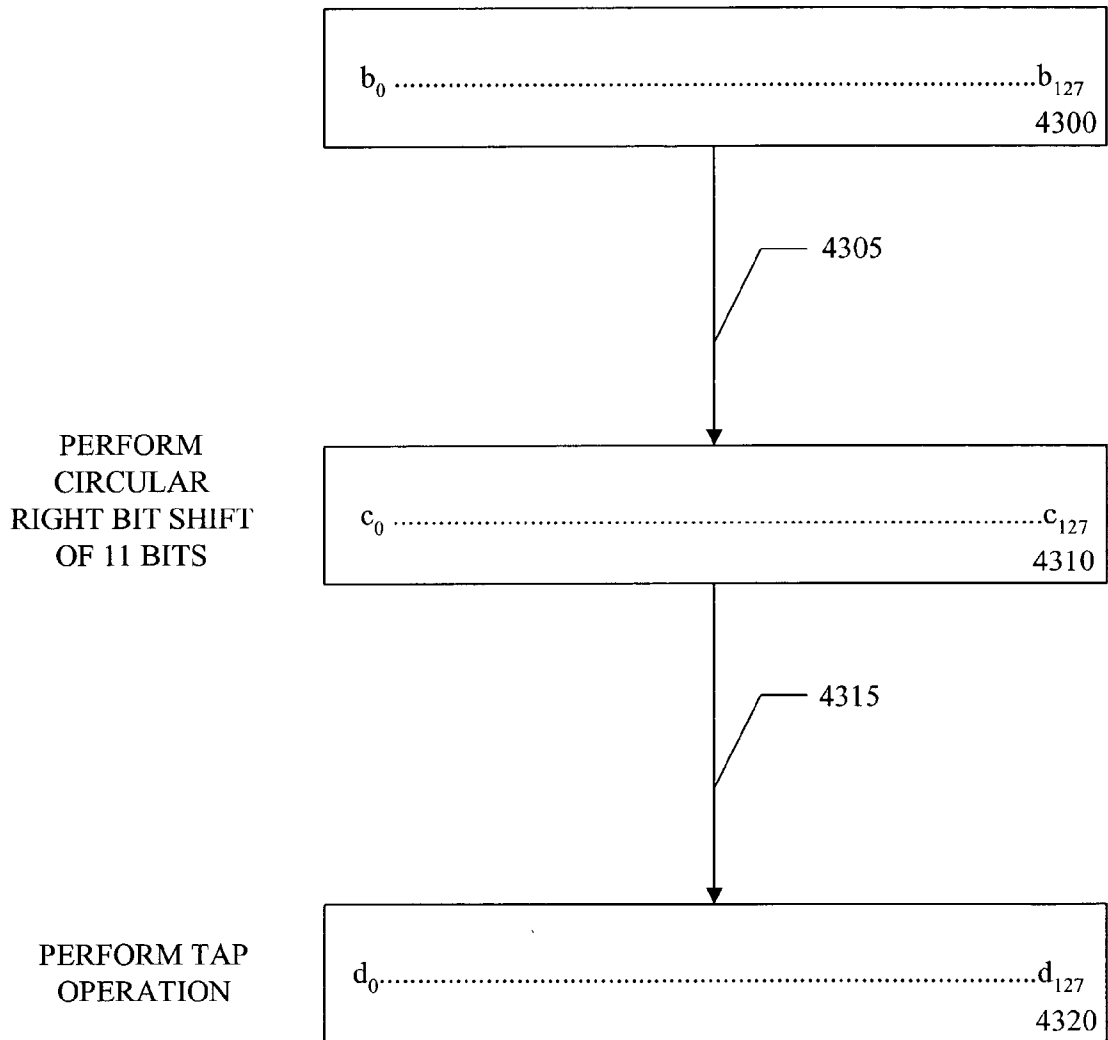 b0 ........ b127
4300
4305
PERFORM
CIRCULAR
RIGHT BIT SHIFT
OF 11 BITS
c0 ........ c127
4310
4315
PERFORM TAP
OPERATION
d0 ........ d127
4320